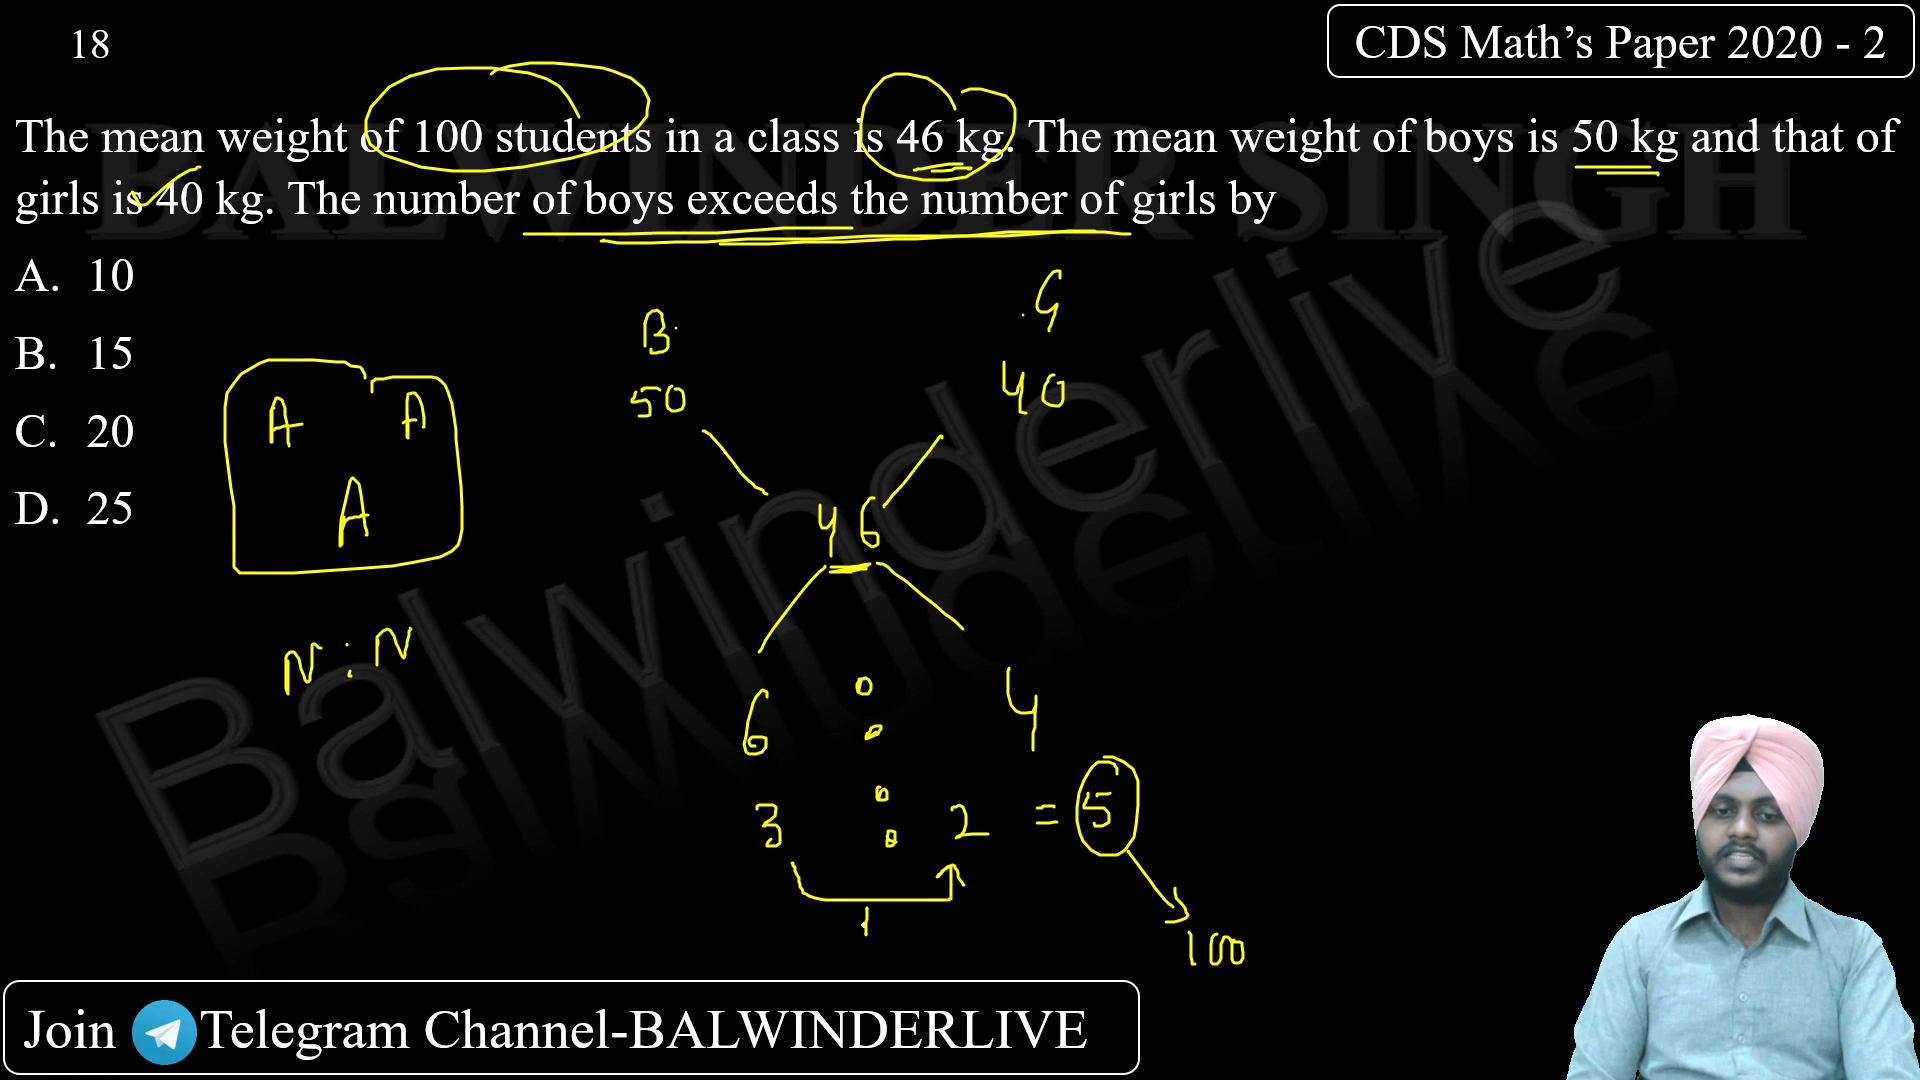 18
CDS Math’s Paper 2020 - 2
The mean weight of 100 students in a class is 46 kg. The mean weight of boys is 50 kg and that of
girls is 40 kg. The number of boys exceeds the number of girls by
A. 10
B. 15
C. 20
D. 25
A A
A
N : N
B G
50 40
46
6 : 4
3 : 2 = 5
1
100
BALWINDER SINGH
Balwinderlive
Join Telegram Channel-BALWINDERLIVE